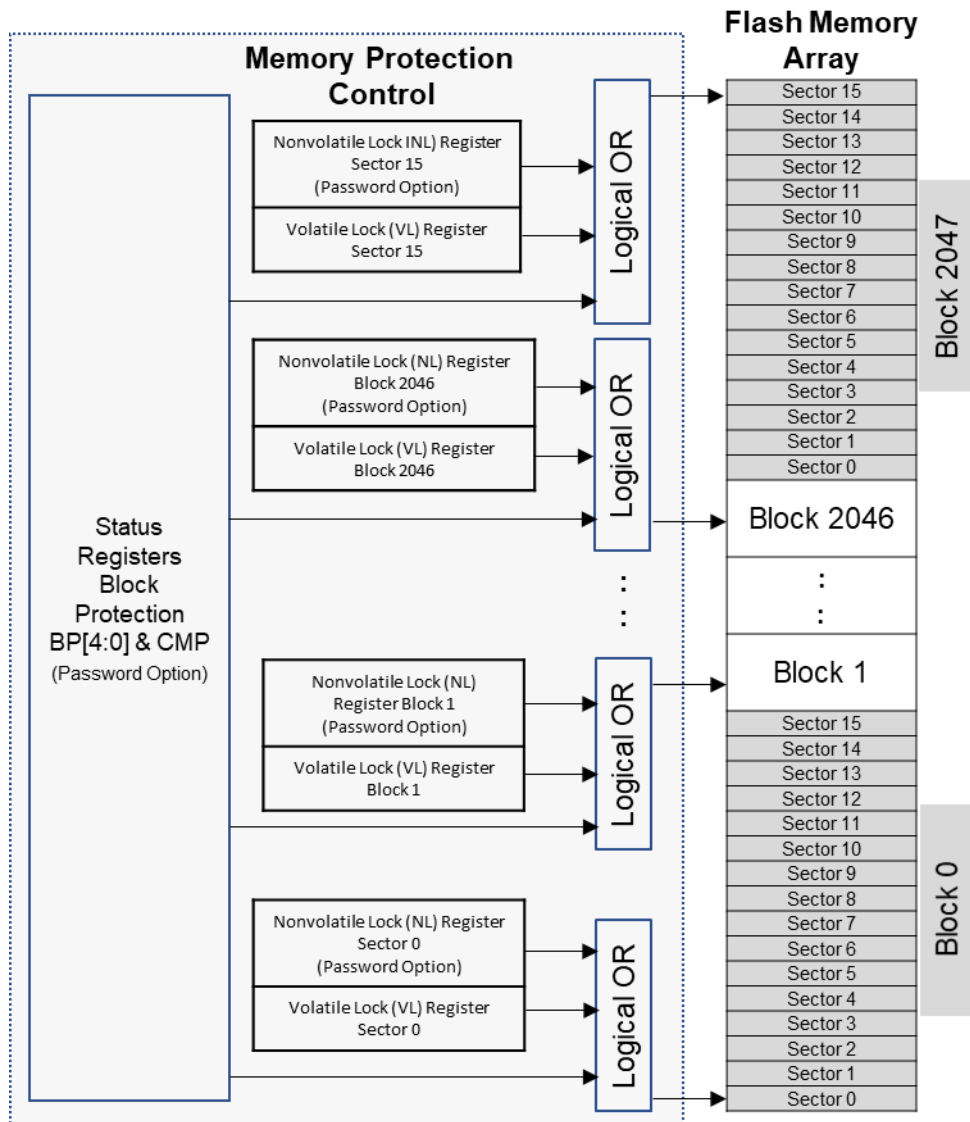 Memory Protection
Control
Status
Registers
Block
Protection
BP[4:0] & CMP
(Password Option)
Nonvolatile Lock INL) Register
Sector 15
(Password Option)
Volatile Lock (VL) Register
Sector 15
Logical OR
Nonvolatile Lock (NL) Register
Block 2046
(Password Option)
Volatile Lock (VL) Register
Block 2046
Logical OR
:
:
Nonvolatile Lock (NL)
Register Block 1
(Password Option)
Volatile Lock (VL) Register
Block 1
Logical OR
Nonvolatile Lock (NL) Register
Sector 0
(Password Option)
Volatile Lock (VL) Register
Sector 0
Logical OR
Flash Memory
Array
Sector 15
Sector 14
Sector 13
Sector 12
Sector 11
Sector 10
Sector 9
Sector 8
Sector 7
Sector 6
Sector 5
Sector 4
Sector 3
Sector 2
Sector 1
Sector 0
Block 2047
Block 2046
:
:
Block 1
Sector 15
Sector 14
Sector 13
Sector 12
Sector 11
Sector 10
Sector 9
Sector 8
Sector 7
Sector 6
Sector 5
Sector 4
Sector 3
Sector 2
Sector 1
Sector 0
Block 0